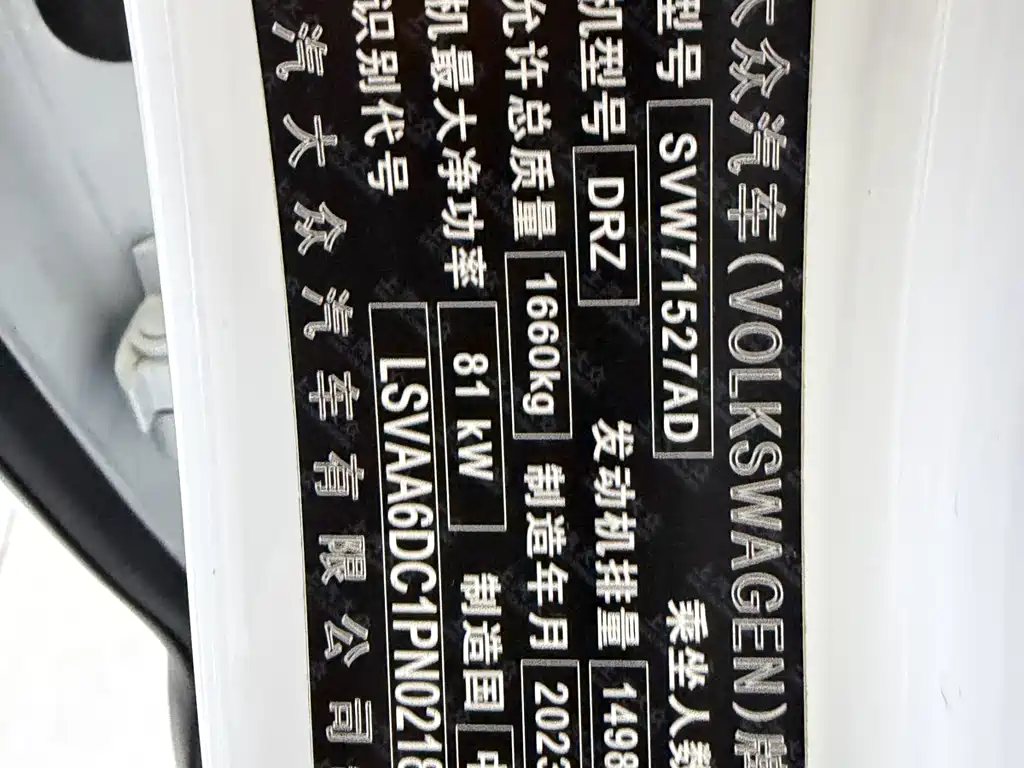 大众汽车(VOLKSWAGEN)牌
型号 SVW71527AD 乘坐人数
机型号 DRZ 发动机排量 1498
允许总质量 1660kg 制造年月 2023
机最大净功率 81 kW 制造国 中
识别代号 LSVAA6DC1PN0218
汽大众汽车有限公司